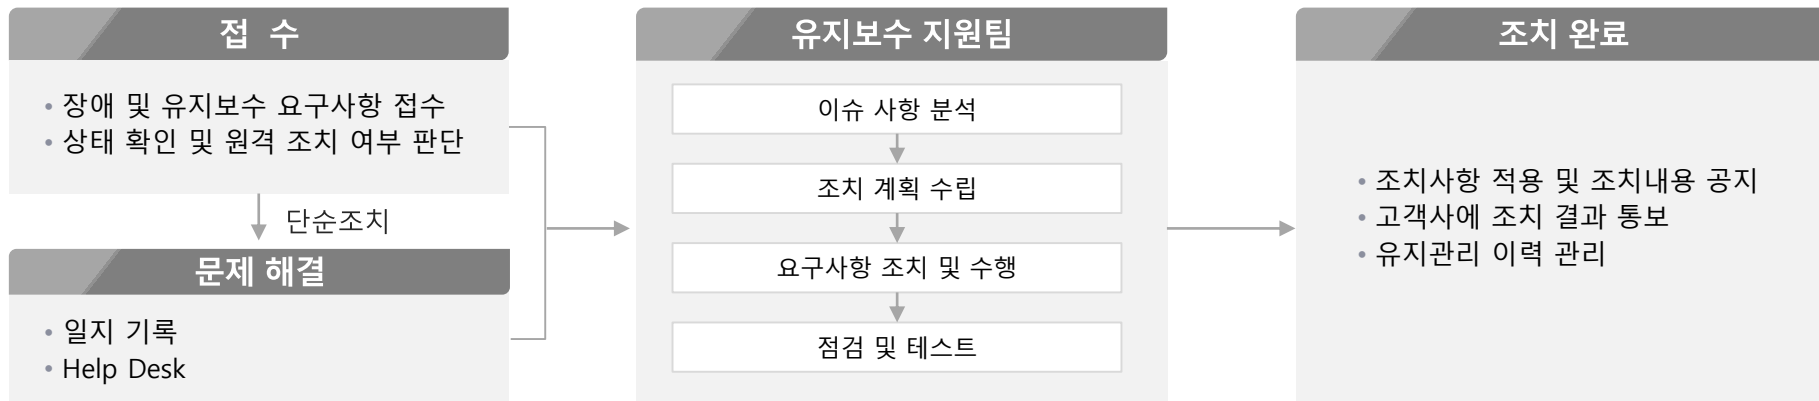 접 수
• 장애 및 유지보수 요구사항 접수
• 상태 확인 및 원격 조치 여부 판단
단순조치
문제 해결
• 일지 기록
• Help Desk
유지보수 지원팀
이슈 사항 분석
조치 계획 수립
요구사항 조치 및 수행
점검 및 테스트
조치 완료
• 조치사항 적용 및 조치내용 공지
• 고객사에 조치 결과 통보
• 유지관리 이력 관리